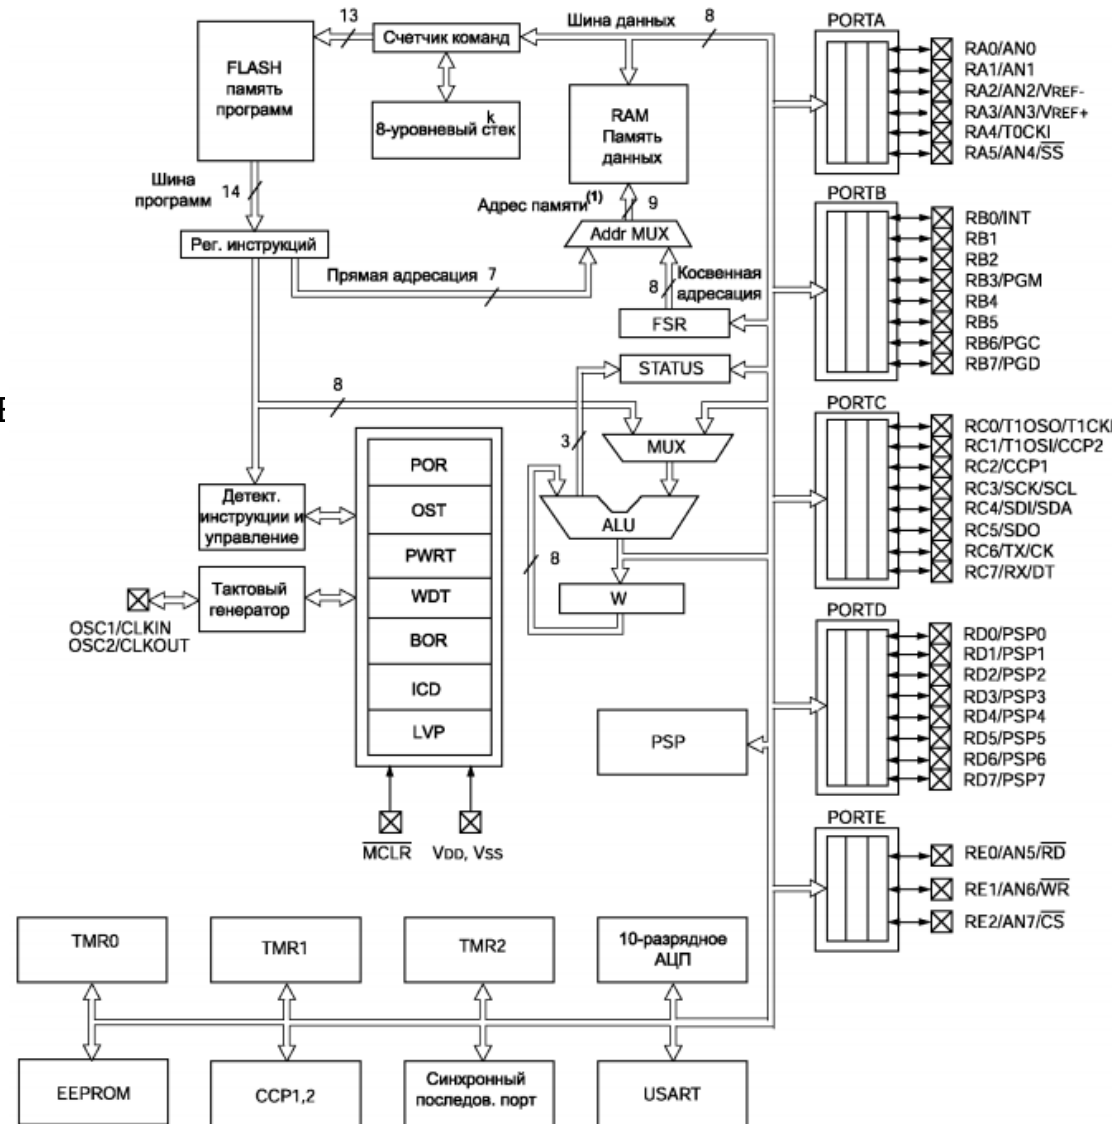 FLASH
память
программ
13
Счетчик команд
8-уровневый стек
k
Шина данных
8
RAM
Память
данных
Шина
программ
14
Адрес памяти(1)
9
Addr MUX
Рег. инструкций
Прямая адресация
7
8
Косвенная
адресация
FSR
STATUS
8
3
MUX
ALU
8
W
Детект.
инструкции и
управление
Тактовый
генератор
OSC1/CLKIN
OSC2/CLKOUT
POR
OST
PWRT
WDT
BOR
ICD
LVP
MCLR
VDD, VSS
PSP
PORTA
RA0/AN0
RA1/AN1
RA2/AN2/VREF-
RA3/AN3/VREF+
RA4/T0CKI
RA5/AN4/SS
PORTB
RB0/INT
RB1
RB2
RB3/PGM
RB4
RB5
RB6/PGC
RB7/PGD
PORTC
RC0/T1OSO/T1CKI
RC1/T1OSI/CCP2
RC2/CCP1
RC3/SCK/SCL
RC4/SDI/SDA
RC5/SDO
RC6/TX/CK
RC7/RX/DT
PORTD
RD0/PSP0
RD1/PSP1
RD2/PSP2
RD3/PSP3
RD4/PSP4
RD5/PSP5
RD6/PSP6
RD7/PSP7
PORTE
RE0/AN5/RD
RE1/AN6/WR
RE2/AN7/CS
TMR0
TMR1
TMR2
10-разрядное
АЦП
EEPROM
CCP1,2
Синхронный
последов. порт
USART